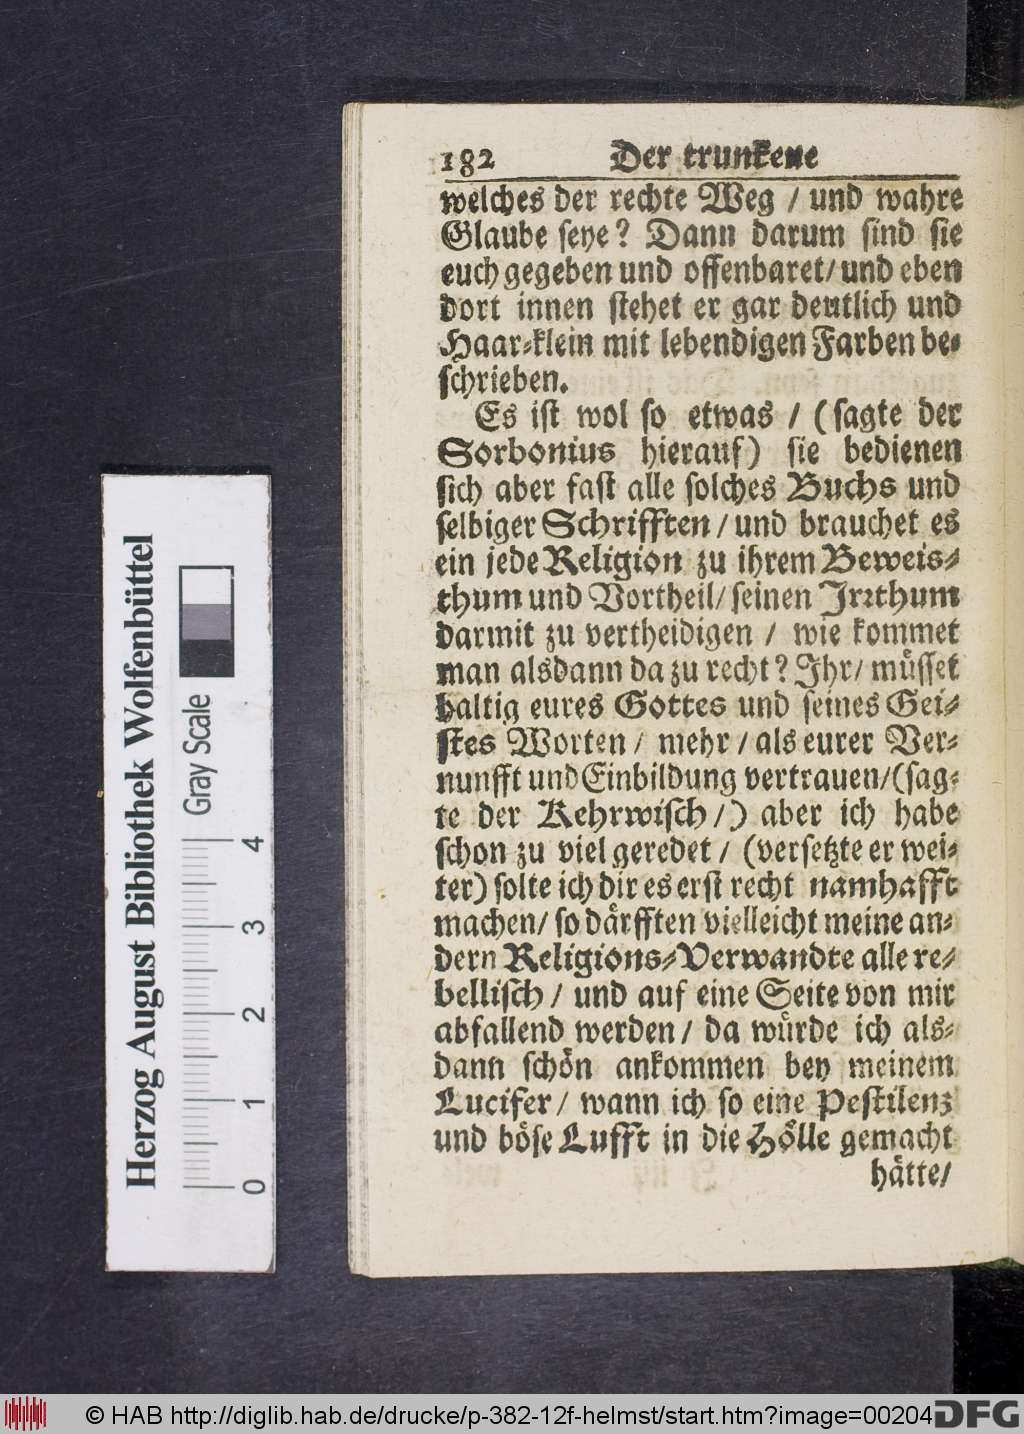 182 Der trunkene
welches der rechte Weg / und wahre
Glaube seye? Dann darum sind sie
euch gegeben und offenbaret / und eben
dort innen stehet er gar deutlich und
Haar-klein mit lebendigen Farben be-
schrieben.
Es ist wol so etwas / (sagte der
Sorbonius hierauf) sie bedienen
sich aber fast alle solches Buchs und
selbiger Schrifften / und brauchet es
ein jede Religion zu ihrem Beweis-
thum und Vortheil / seinen Irrthum
darmit zu vertheidigen / wie kommet
man alsdann da zu recht? Ihr / müsset
haltig eures Gottes und seines Gei-
stes Worten / mehr / als eurer Ver-
nunfft und Einbildung vertrauen / (sag-
te der Kehrwisch /) aber ich habe
schon zu viel geredet / (versetzte er wei-
ter) solte ich dir es erst recht namhafft
machen / so därfften vielleicht meine an-
dern Religions-Verwandte alle re-
bellisch / und auf eine Seite von mir
abfallend werden / da würde ich als-
dann schön ankommen bey meinem
Lucifer / wann ich so eine Pestilenz
und böse Lufft in die Hölle gemacht
hätte /
Herzog August Bibliothek Wolfenbüttel
Gray Scale
0 1 2 3 4
© HAB http://diglib.hab.de/drucke/p-382-12f-helmst/start.htm?image=00204
DFG